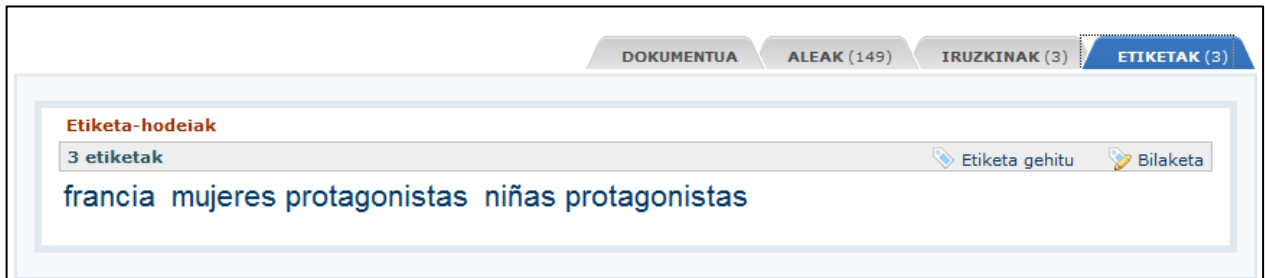 DOKUMENTUA ALEAK (149) IRUZKINAK (3) ETIKETAK (3)
Etiketa-hodeiak
3 etiketak Etiketa gehitu Bilaketa
francia mujeres protagonistas niñas protagonistas